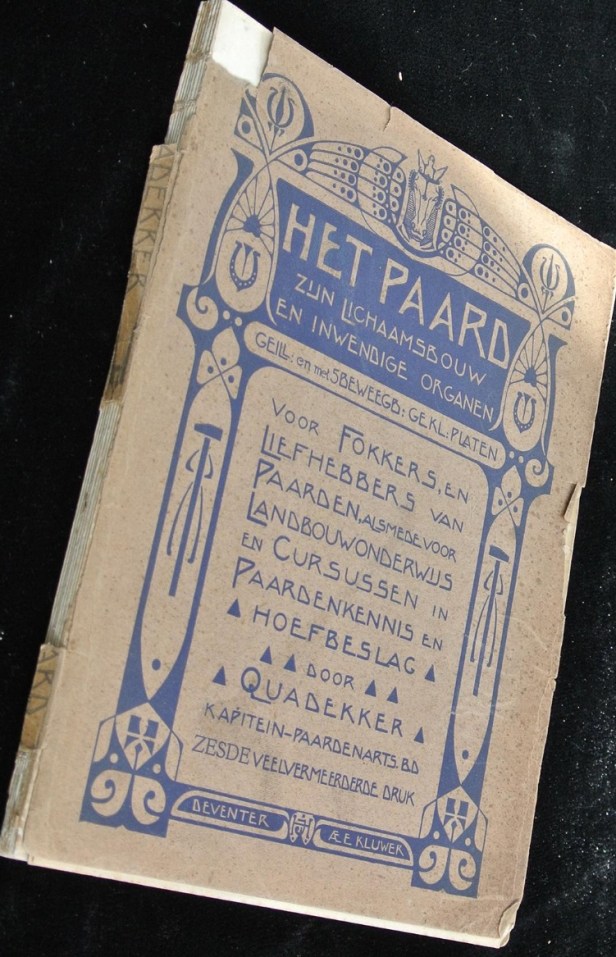 HET PAARD
ZIJN LICHAAMSBOUW
EN INWENDIGE ORGANEN
GEILL: en met 5 BEWEEGB: GEKL: PLATEN
VOOR FOKKERS, EN
LIEFHEBBERS VAN
PAARDEN, ALSMEDE VOOR
LANDBOUWONDERWIJS
EN CURSUSSEN IN
PAARDENKENNIS EN
HOEFBESLAG
DOOR
QUADEKKER
KAPITEIN-PAARDENARTS. BD
ZESDE VEELVERMEERDERDE DRUK
DEVENTER
Æ E KLUWER
EKKER